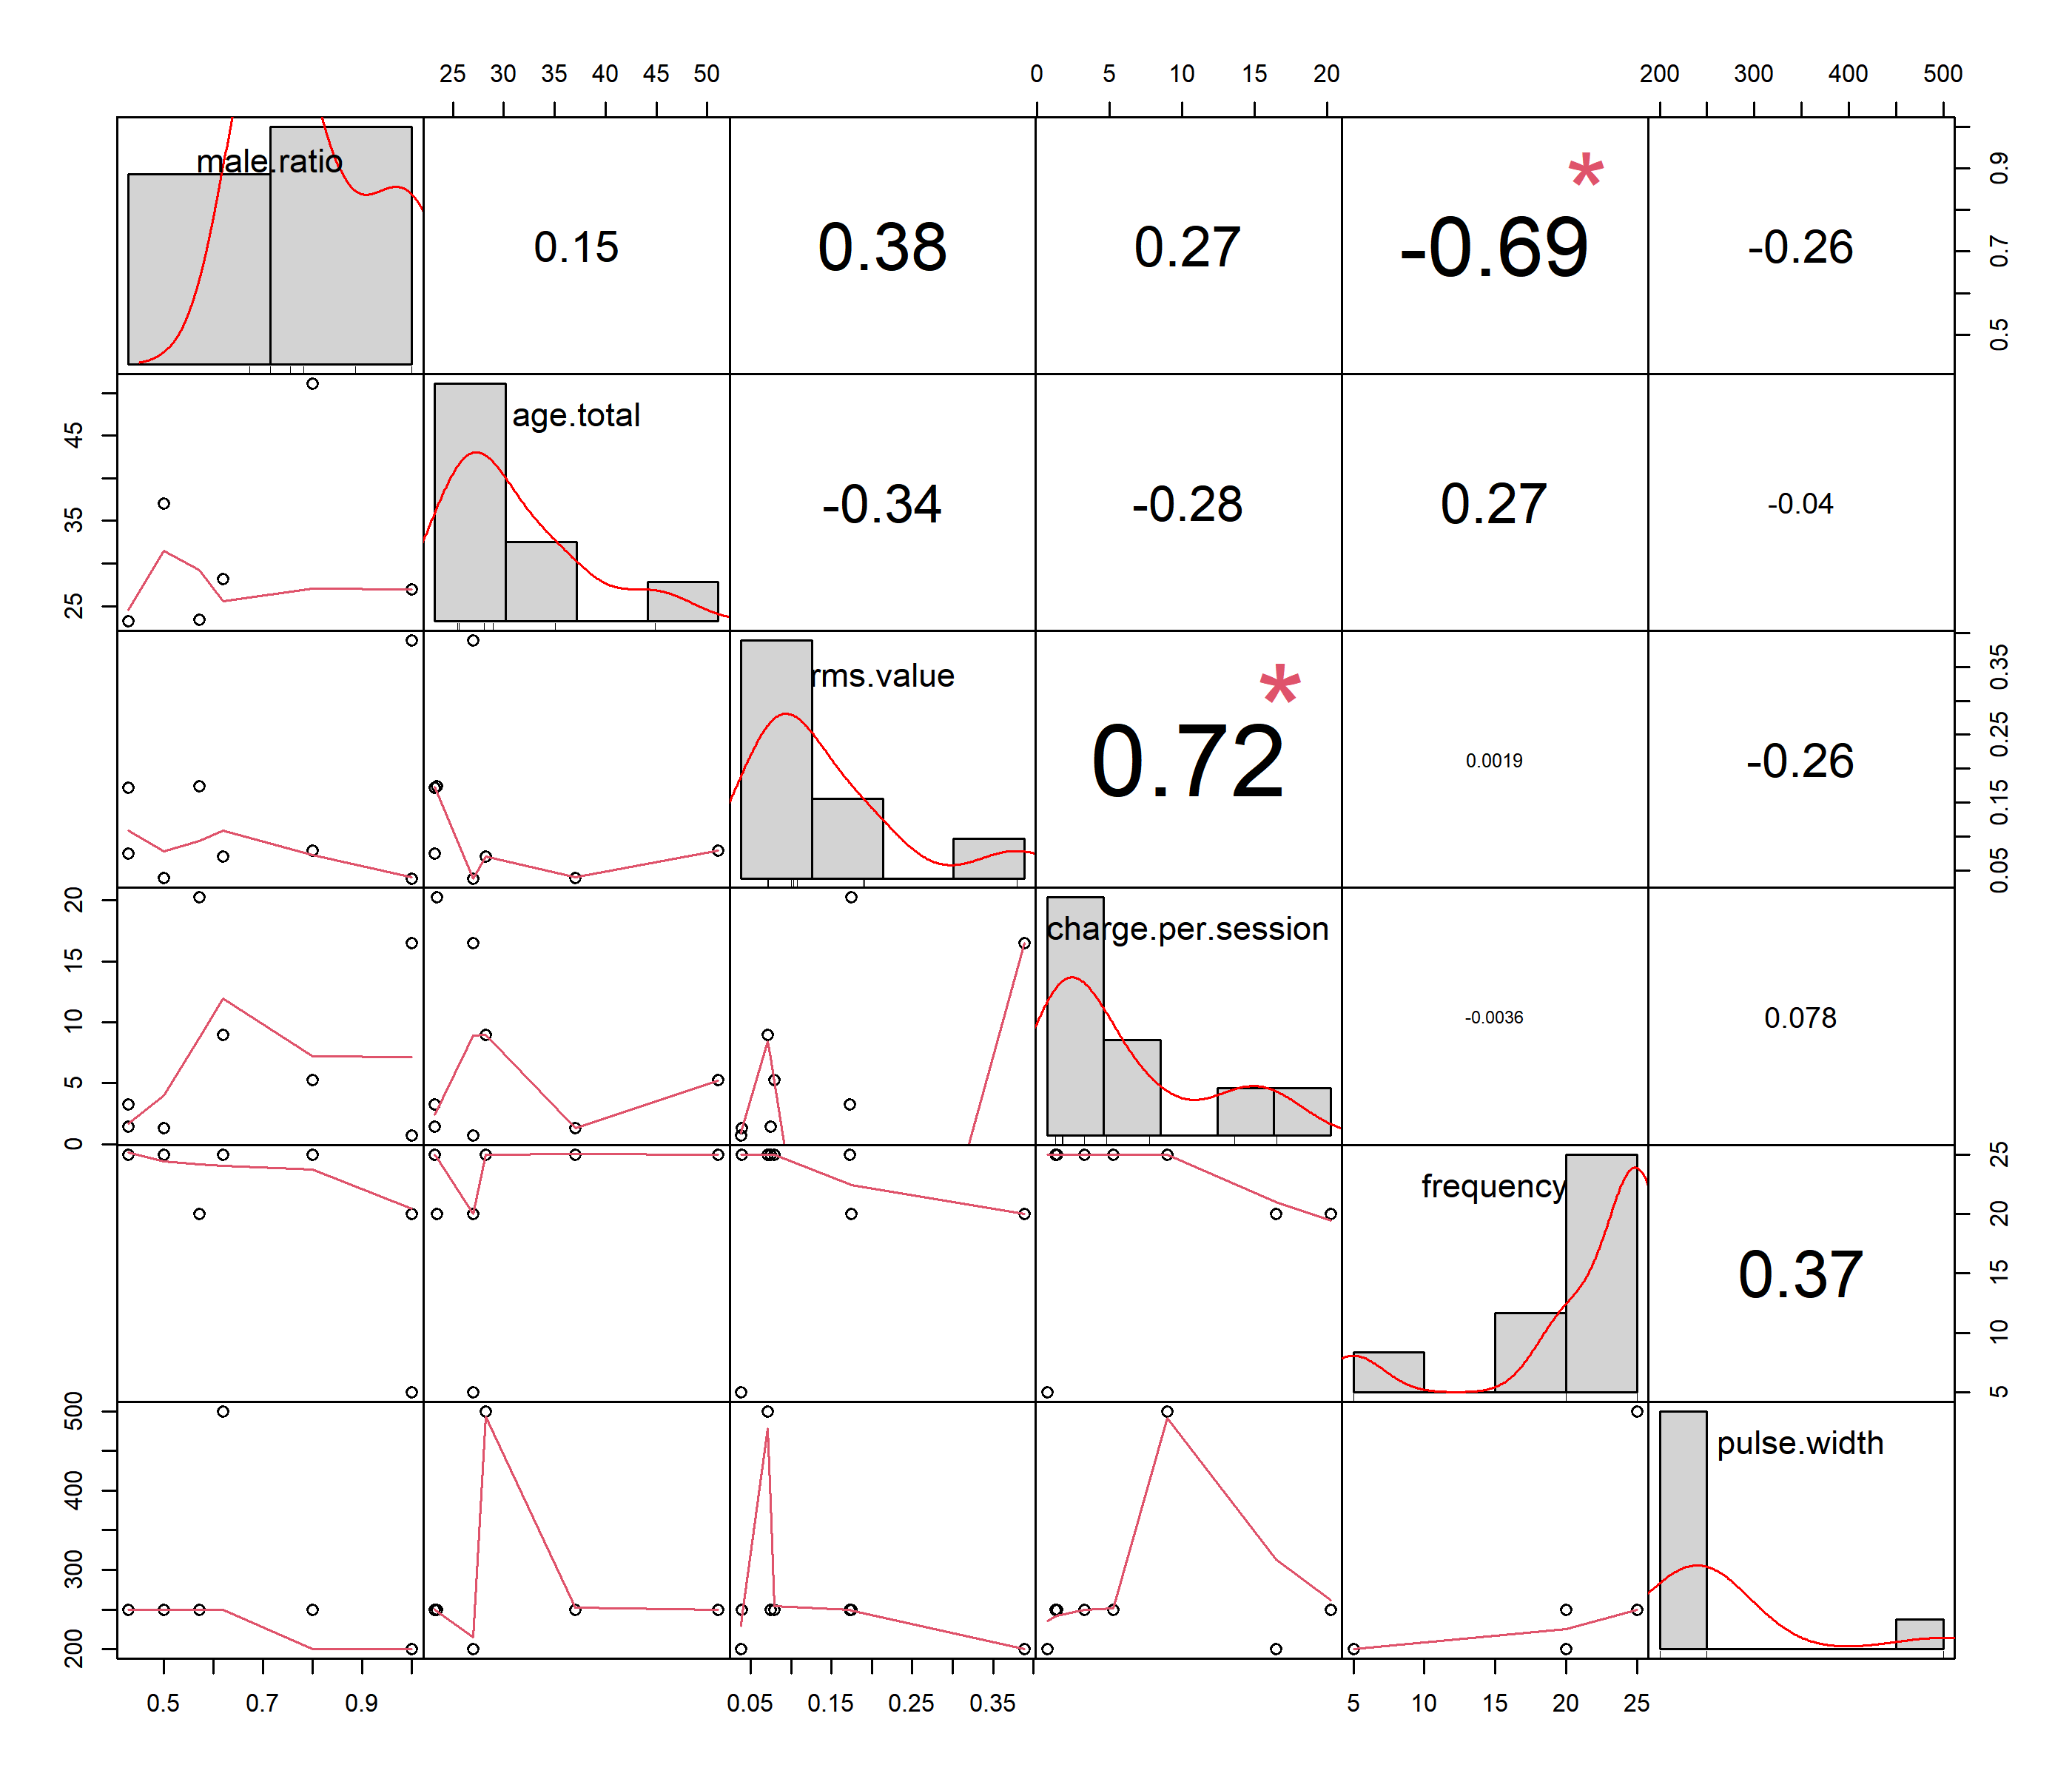 25 30 35 40 45 50
0 5 10 15 20
200 300 400 500
male.ratio
0.15
0.38
0.27
*
-0.69
-0.26
0.5 0.7 0.9
25 35 45
age.total
-0.34
-0.28
0.27
-0.04
rms.value
*
0.72
0.0019
-0.26
0.05 0.15 0.25 0.35
0 5 10 15 20
charge.per.session
-0.0036
0.078
frequency
0.37
5 10 15 20 25
200 300 400 500
pulse.width
0.5 0.7 0.9
0.05 0.15 0.25 0.35
5 10 15 20 25